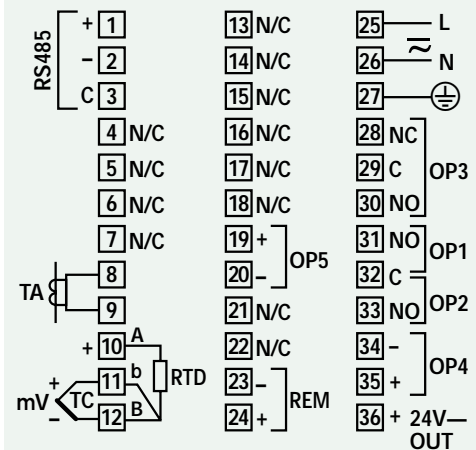 RS485
+ 1
− 2
C 3
4 N/C
5 N/C
6 N/C
7 N/C
TA
8
9
+ 10 A
RTD
mV
+ 11 b
TC
− 12 B
13 N/C
14 N/C
15 N/C
16 N/C
17 N/C
18 N/C
19 +
20 −
OP5
21 N/C
22 N/C
23 −
24 +
REM
25 L
26 N
27
28 NC
29 C
30 NO
OP3
31 NO
32 C
33 NO
OP1
OP2
34 −
35 +
OP4
36 + 24V—
OUT